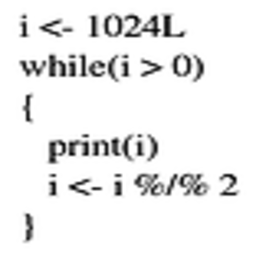 i <- 1024L
while(i > 0)
{
print(i)
i <- i %/% 2
}